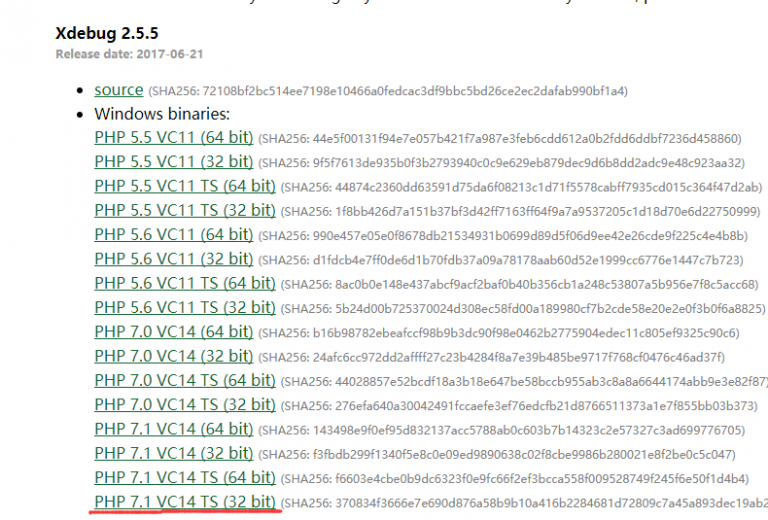 Xdebug 2.5.5
Release date: 2017-06-21
source (SHA256: 72108bf2bc514ee7198e10466a0fedcac3df9bbc5bd26ce2ec2dafab990bf1a4)
Windows binaries:
PHP 5.5 VC11 (64 bit) (SHA256: 44e5f00131f94e7e057b421f7a987e3feb6cdd612a0b2fdd6ddbf7236d458860)
PHP 5.5 VC11 (32 bit) (SHA256: 9f5f7613de935b0f3b2793940c0c9e629eb879dec9d6b8dd2adc9e48c923aa32)
PHP 5.5 VC11 TS (64 bit) (SHA256: 44874c2360dd63591d75da6f08213c1d71f5578cabff7935cd015c364f47d2ab)
PHP 5.5 VC11 TS (32 bit) (SHA256: 1f8bb426d7a151b37bf3d42ff7163ff64f9a7a9537205c1d18d70e6d22750999)
PHP 5.6 VC11 (64 bit) (SHA256: 990e457e05e0f8678db21534931b0699d89d5f06d9ee42e26cde9f225c4e4b8b)
PHP 5.6 VC11 (32 bit) (SHA256: d1fdcb4e7ff0de6d1b70fdb37a09a78178aab60d52e1999cc6776e1447c7b723)
PHP 5.6 VC11 TS (64 bit) (SHA256: 8ac0b0e148e437abcf9acf2baf0b40b356cb1a248c53807a5b956e7f8c5acc68)
PHP 5.6 VC11 TS (32 bit) (SHA256: 5b24d00b725370024d308ec58fd00a189980cf7b2cde58e20e2e0f3b0f6a8825)
PHP 7.0 VC14 (64 bit) (SHA256: b16b98782ebeafccf98b9b3dc90f98e0462b2775904edec11c805ef9325c90c6)
PHP 7.0 VC14 (32 bit) (SHA256: 24afc6cc972dd2affff27c23b4284f8a7e39b485be9717f768cf0476c46ad37f)
PHP 7.0 VC14 TS (64 bit) (SHA256: 44028857e52bcdf18a3b18e647be58bccb955ab3c8a8a6644174abb9e3e82f87)
PHP 7.0 VC14 TS (32 bit) (SHA256: 276efa640a30042491fccaefe3ef76edcfb21d8766511373a1e7f855bb03b373)
PHP 7.1 VC14 (64 bit) (SHA256: 143498e9f0ef95d832137acc5788ab0c603b7b14323c2e57327c3ad699776705)
PHP 7.1 VC14 (32 bit) (SHA256: f3fbdb299f1340f5e8c0e09ed9890638c02f8cbe9986b280021e8f2be0c5c047)
PHP 7.1 VC14 TS (64 bit) (SHA256: f6603e4cbe0b9dc6323f0e9fc66f2ef3bcca558f009528749f245f6e50f1d4b4)
PHP 7.1 VC14 TS (32 bit) (SHA256: 370834f3666e7e690d876a58b9b10a416b2284681d72809c7a45a893dec19ab2